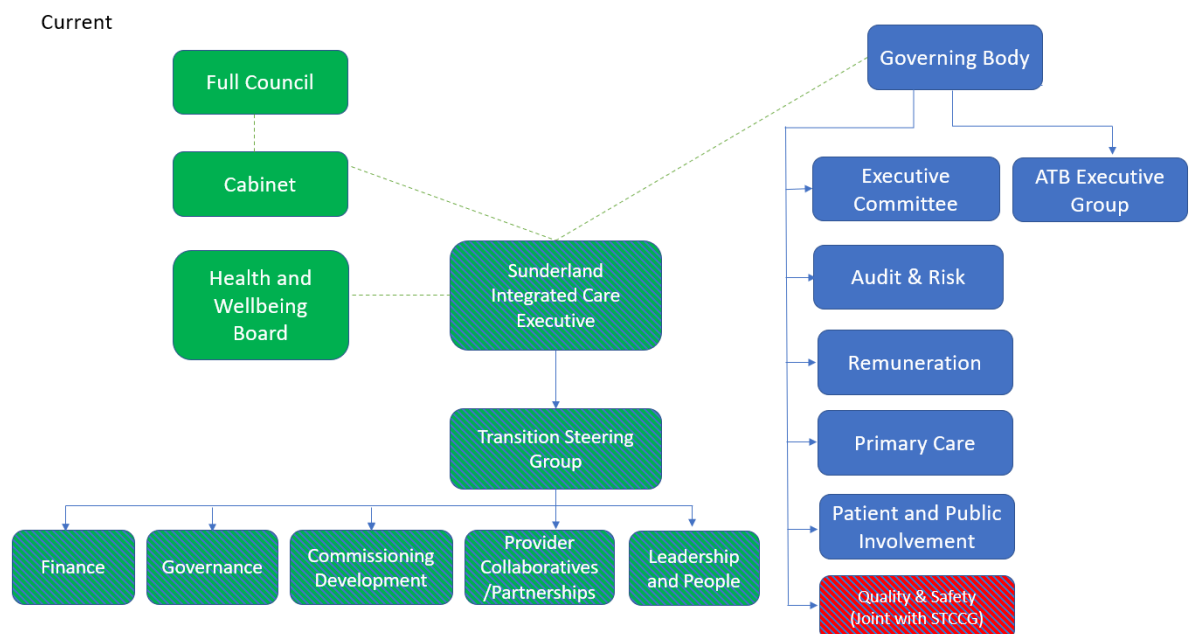 Current
Full Council
Governing Body
Cabinet
Executive
Committee
ATB Executive
Group
Health and
Wellbeing
Board
Sunderland
Integrated Care
Executive
Audit & Risk
Remuneration
Transition Steering
Group
Primary Care
Patient and Public
Involvement
Finance
Governance
Commissioning
Development
Provider
Collaboratives
/Partnerships
Leadership
and People
Quality & Safety
(Joint with STCCG)